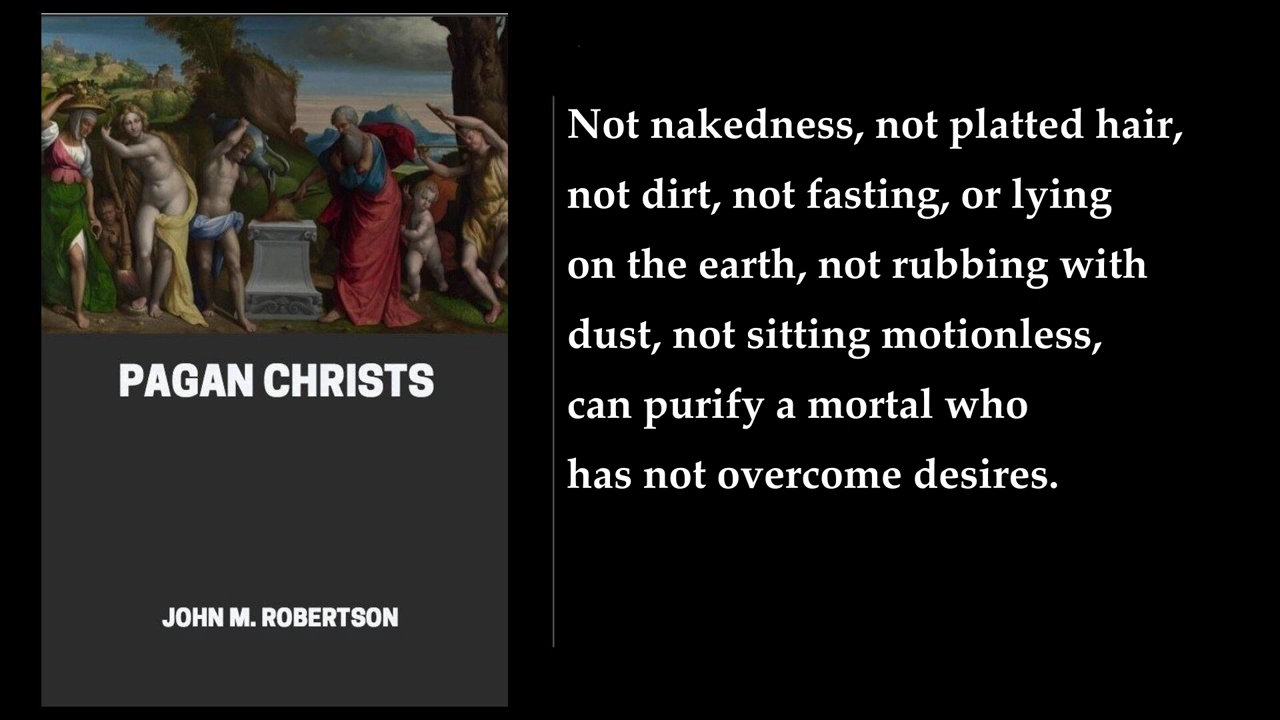 PAGAN CHRISTS
JOHN M. ROBERTSON
Not nakedness, not platted hair,
not dirt, not fasting, or lying
on the earth, not rubbing with
dust, not sitting motionless,
can purify a mortal who
has not overcome desires.